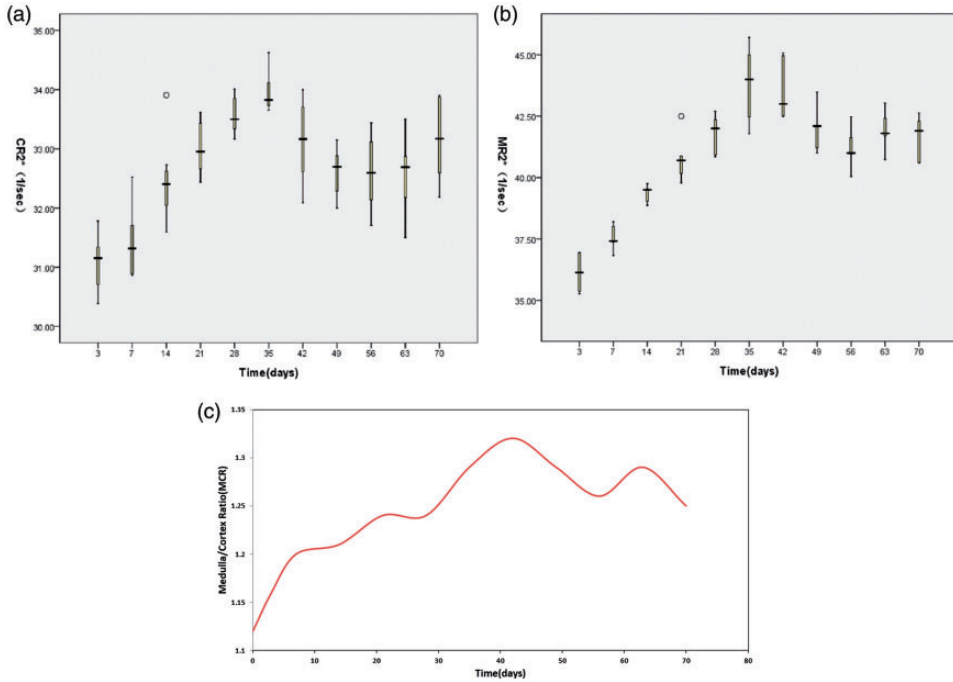 (a)
CR2* (1/sec)
35.00
34.00
33.00
32.00
31.00
30.00
3 7 14 21 28 35 42 49 56 63 70
Time(days)
(b)
MR2* (1/sec)
45.00
42.50
40.00
37.50
35.00
3 7 14 21 28 35 42 49 56 63 70
Time(days)
(c)
Medulla/Cortex Ratio(MCR)
1.35
1.3
1.25
1.2
1.15
1.1
0 10 20 30 40 50 60 70 80
Time(days)